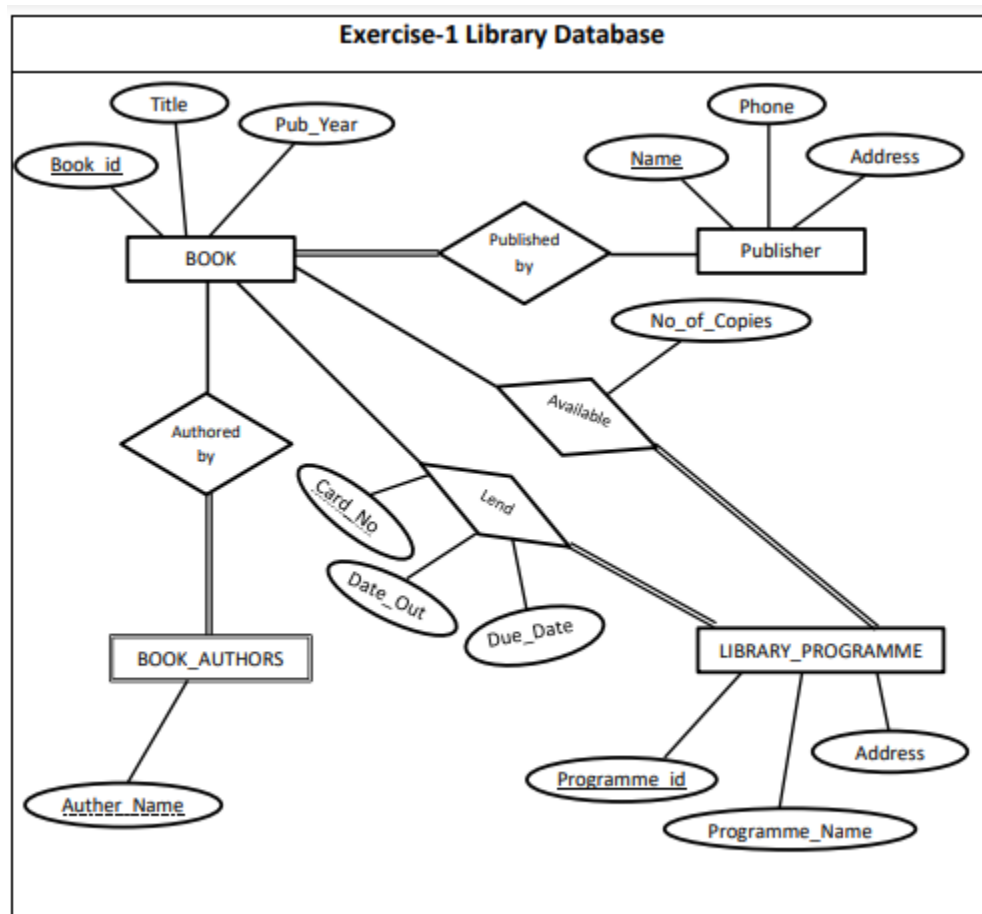 Exercise-1 Library Database
Title
Pub_Year
Book_id
Phone
Name
Address
BOOK
Published
by
Publisher
No_of_Copies
Available
Authored
by
Card_No
Lend
Date_Out
Due_Date
BOOK_AUTHORS
LIBRARY_PROGRAMME
Auther_Name
Programme_id
Address
Programme_Name